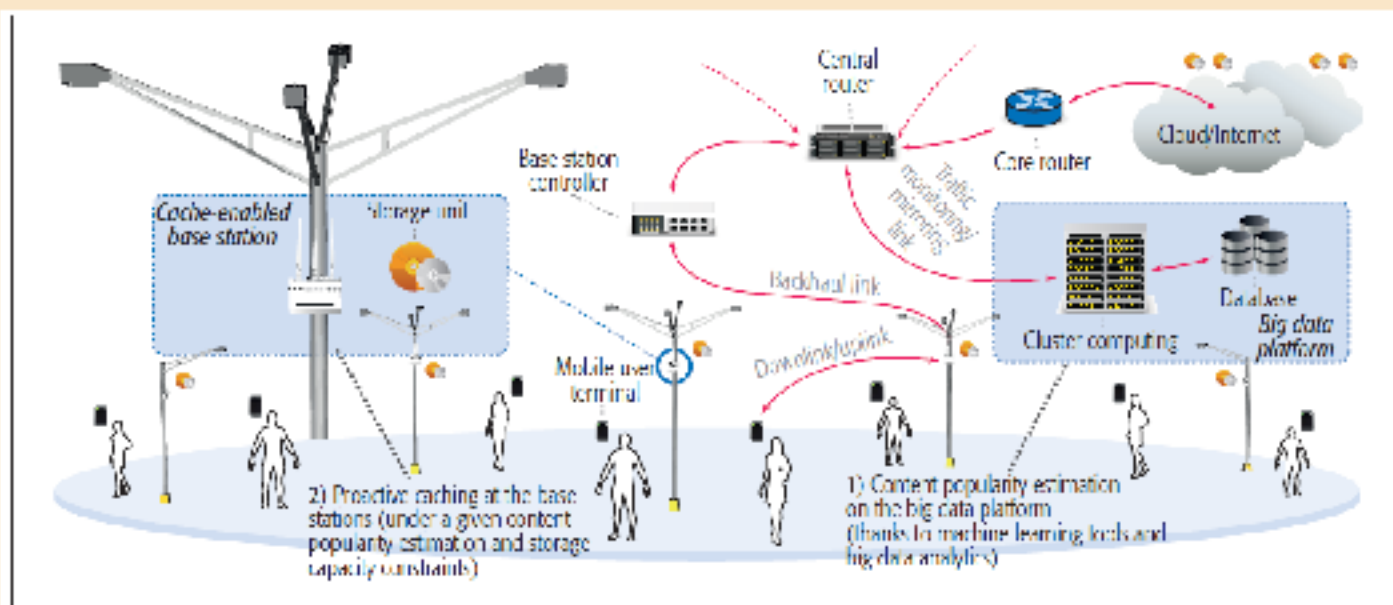 Central
router
Cloud/Internet
Core router
Base station
controller
Traffic
monitoring/
mirroring
link
Cache-enabled
base station
Storage unit
Backhaul link
Database
Big data
platform
Cluster computing
Downlink/uplink
Mobile user
terminal
1) Content popularity estimation
on the big data platform
(thanks to machine learning tools and
big data analytics)
2) Proactive caching at the base
stations (under a given content
popularity estimation and storage
capacity constraints)